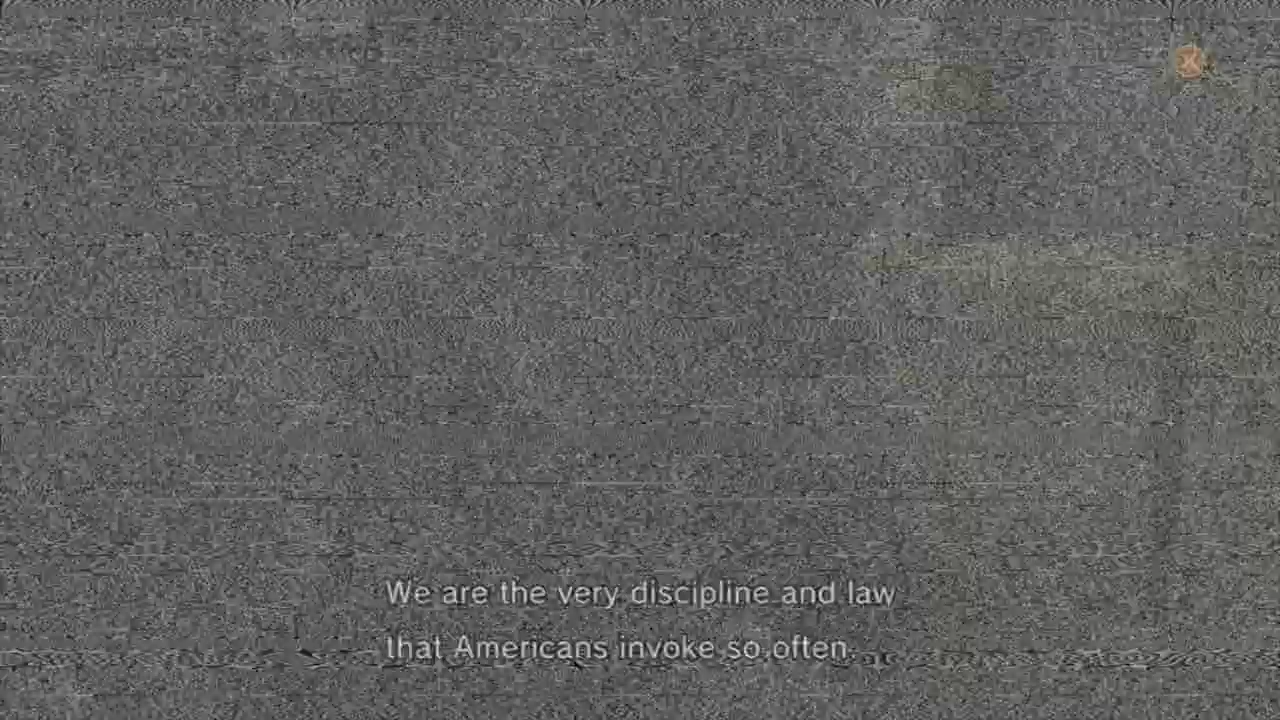 We are the very discipline and law
that Americans invoke so often.